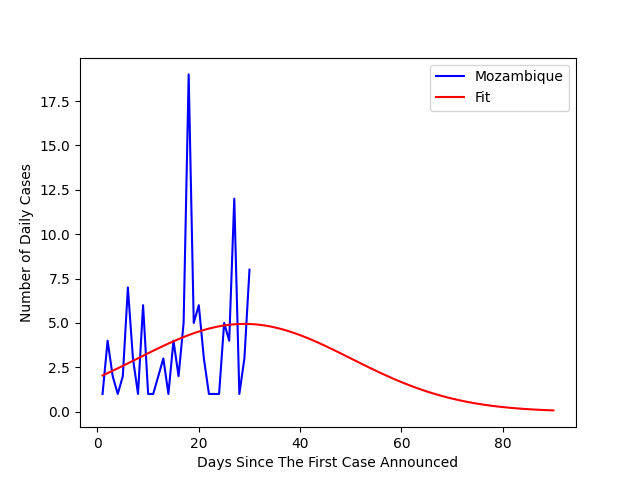 Mozambique
Fit
17.5
15.0
12.5
10.0
7.5
5.0
2.5
0.0
Number of Daily Cases
0 20 40 60 80
Days Since The First Case Announced